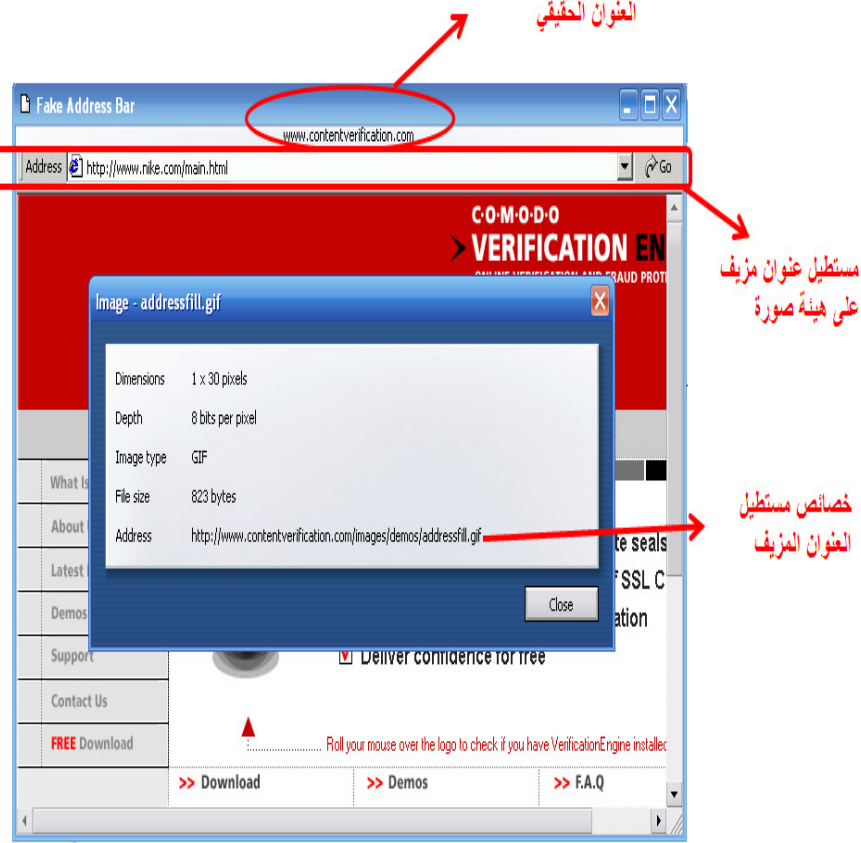 العنوان الحقيقي
Fake Address Bar
www.contentverification.com
Address http://www.nike.com/main.html Go
C·O·M·O·D·O
VERIFICATION EN
مستطيل عنوان مزيف
على هيئة صورة
Image - addressfill.gif
Dimensions 1 x 30 pixels
Depth 8 bits per pixel
Image type GIF
File size 823 bytes
Address http://www.contentverification.com/images/demos/addressfill.gif
Close
خصائص مستطيل
العنوان المزيف
What Is
About
Latest
Demos
Support
Contact Us
FREE Download
te seals
SSL C
ation
Deliver confidence for free
Roll your mouse over the logo to check if you have VerificationEngine installed
>> Download >> Demos >> F.A.Q